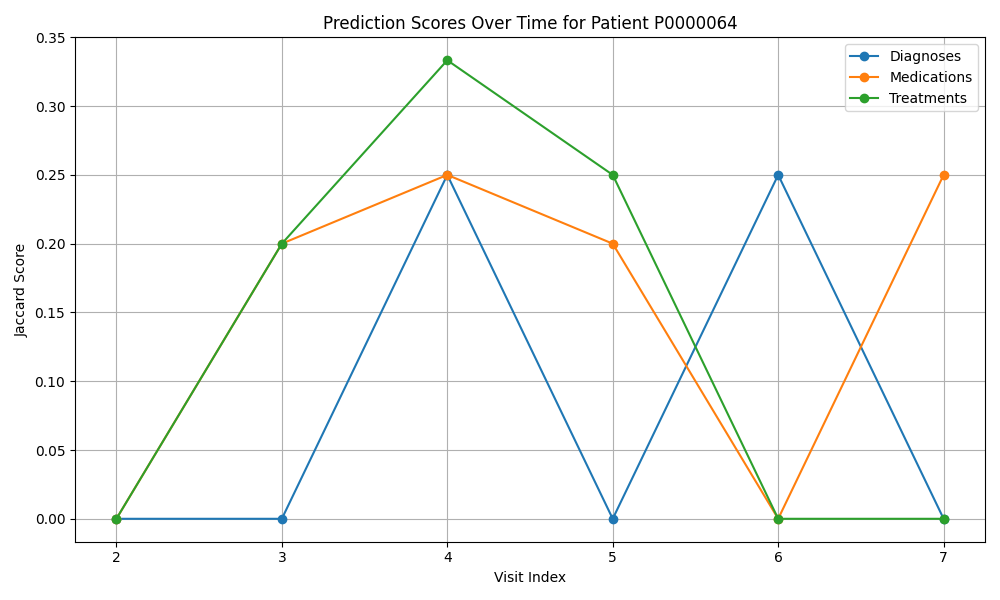 Prediction Scores Over Time for Patient P0000064
Diagnoses
Medications
Treatments
Jaccard Score
0.35
0.30
0.25
0.20
0.15
0.10
0.05
0.00
2 3 4 5 6 7
Visit Index